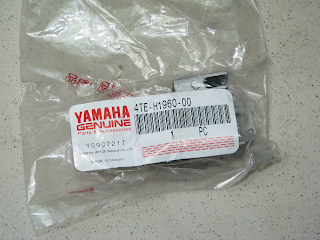 YAMAHA
GENUINE
Parts & Accessories
4TE-H1960-00
1 PC
Y0907217